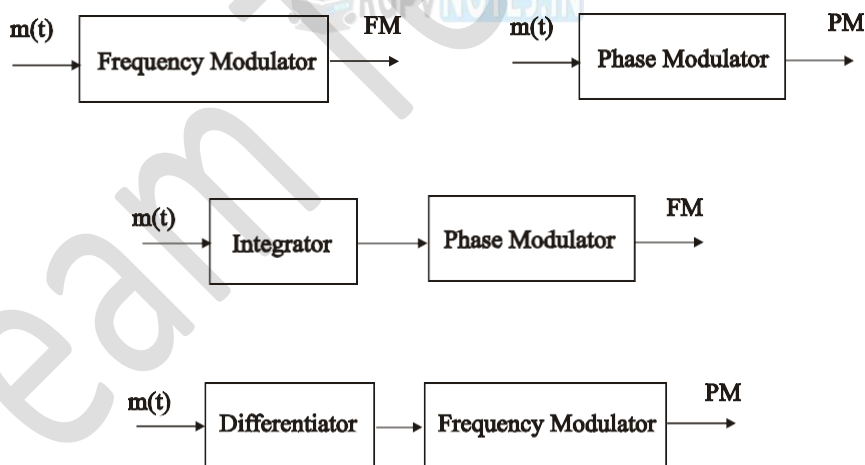 m(t) Frequency Modulator FM
m(t) Phase Modulator PM
m(t) Integrator Phase Modulator FM
m(t) Differentiator Frequency Modulator PM